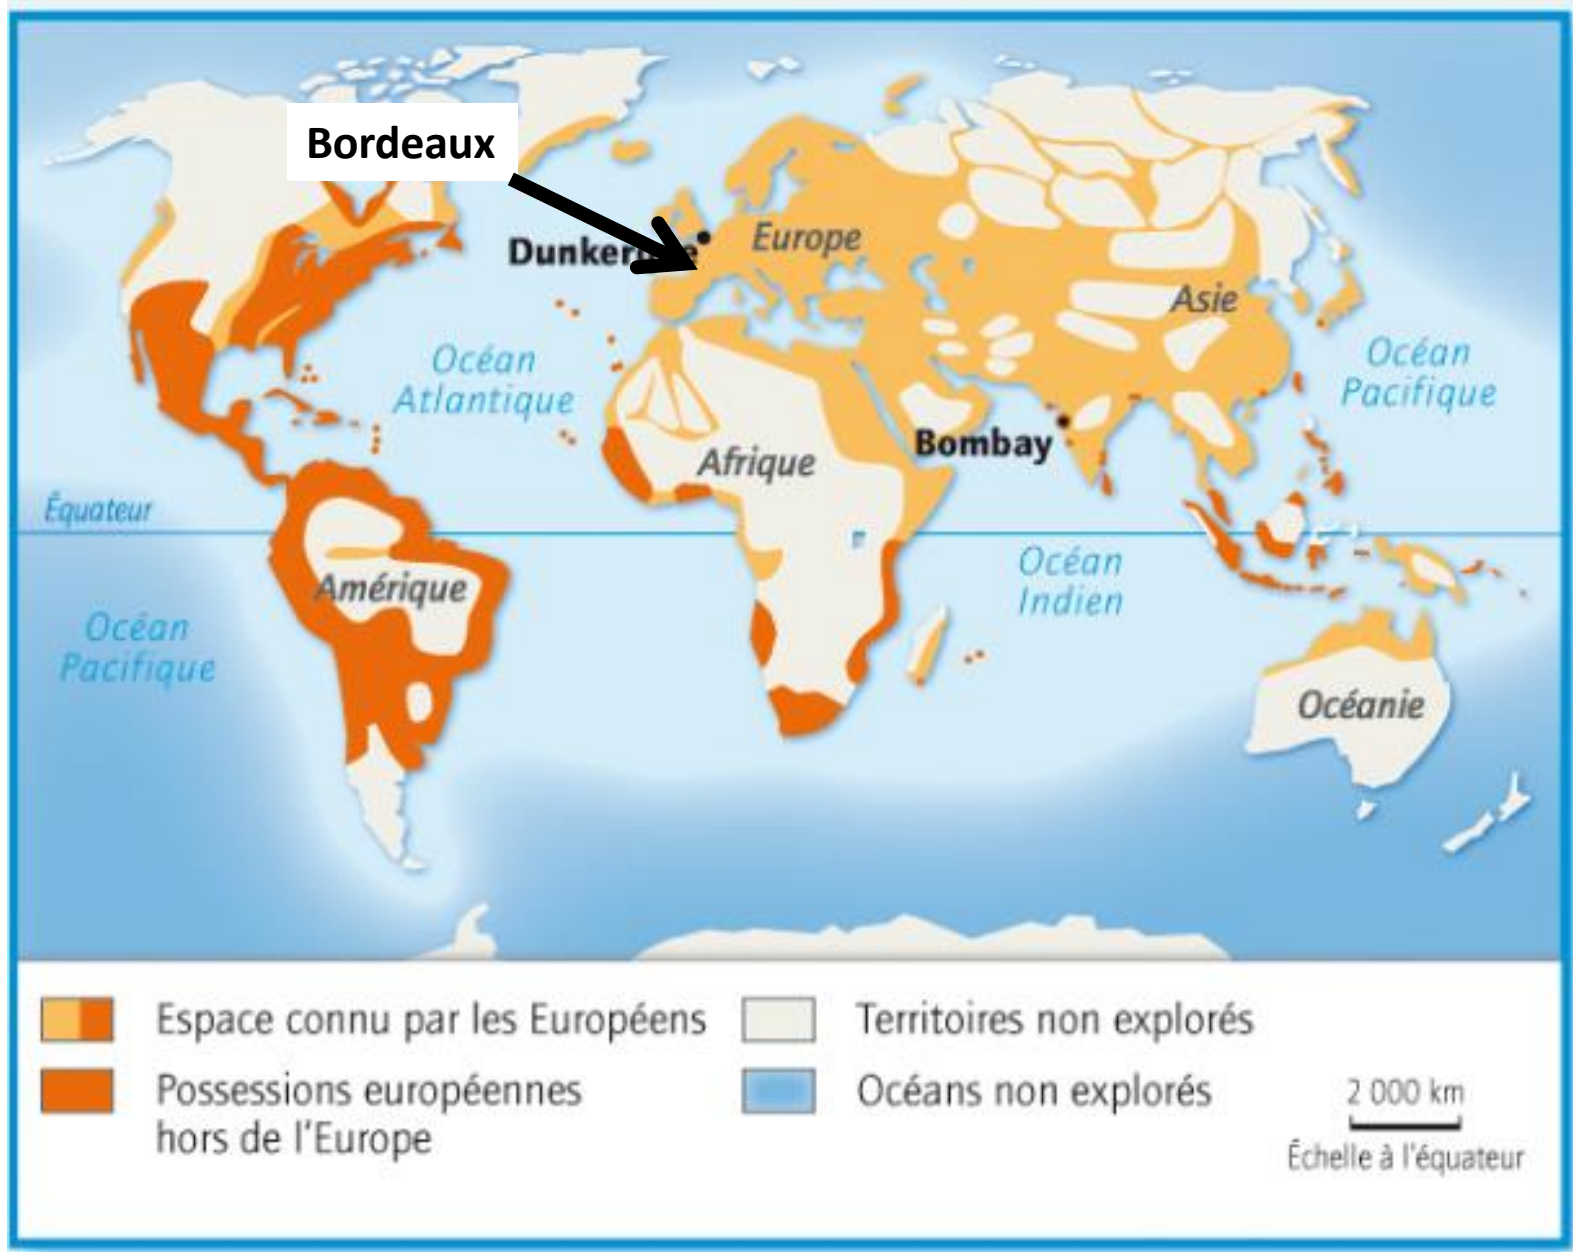 Bordeaux
Europe
Asie
Océan
Atlantique
Océan
Pacifique
Bombay
Afrique
Équateur
Amérique
Océan
Indien
Océan
Pacifique
Océanie
Espace connu par les Européens
Territoires non explorés
Possessions européennes
hors de l'Europe
Océans non explorés
2 000 km
Échelle à l'équateur